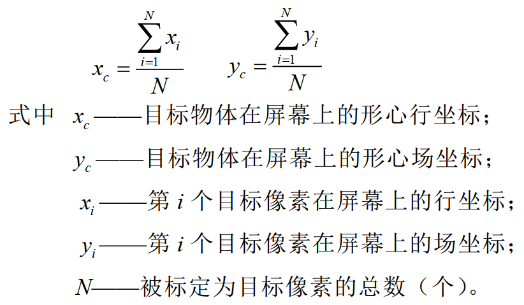 $x_c = \frac{\sum_{i=1}^{N} x_i}{N}$ $y_c = \frac{\sum_{i=1}^{N} y_i}{N}$
式中 $x_c$——目标物体在屏幕上的形心行坐标；
$y_c$——目标物体在屏幕上的形心场坐标；
$x_i$——第 i 个目标像素在屏幕上的行坐标；
$y_i$——第 i 个目标像素在屏幕上的场坐标；
N——被标定为目标像素的总数（个）。